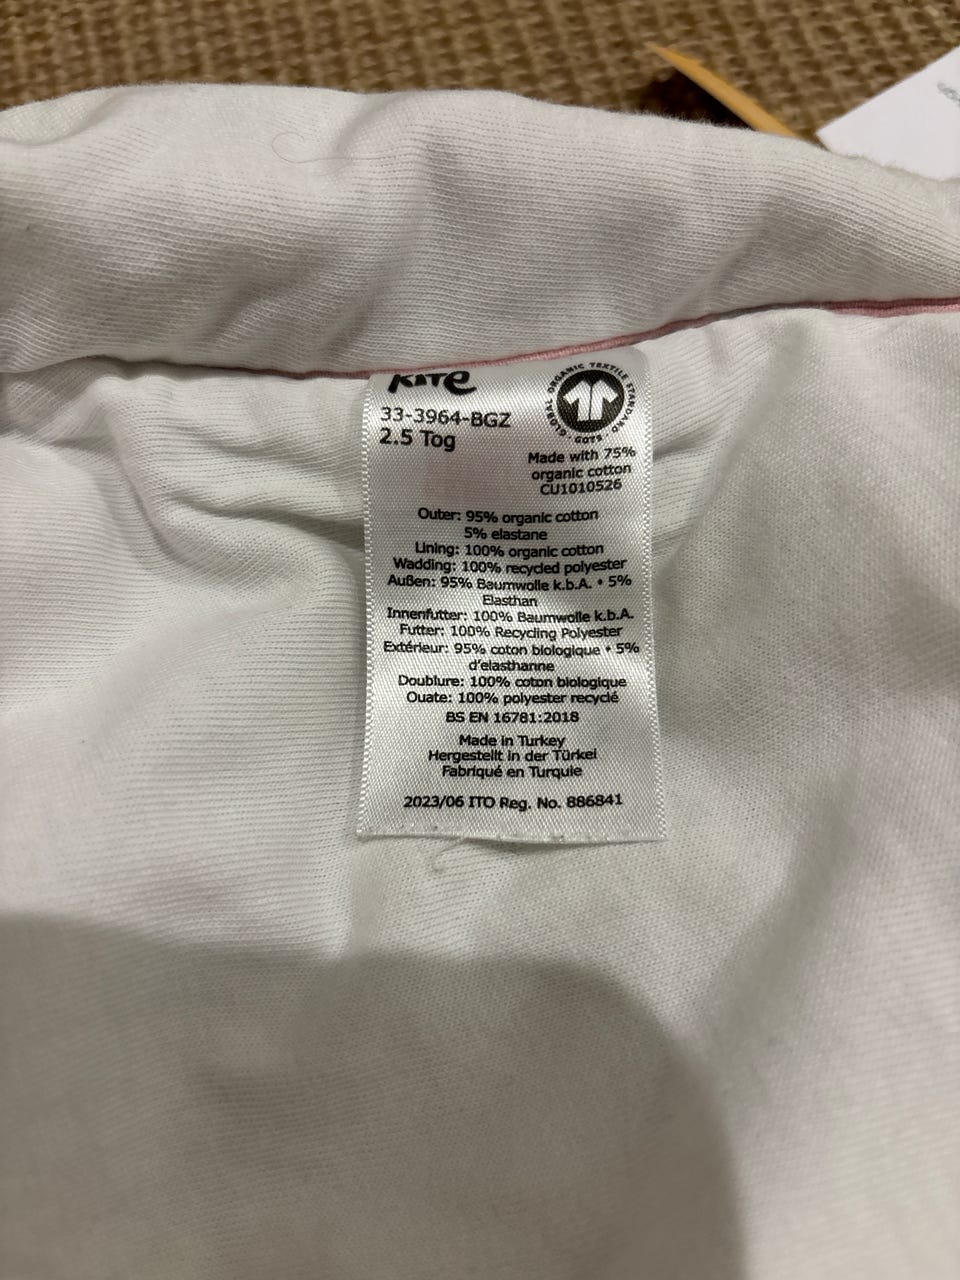 KITE
33-3964-BGZ
2.5 Tog
GLOBAL ORGANIC TEXTILE STANDARD · GOTS ·
Made with 75%
organic cotton
CU1010526
Outer: 95% organic cotton
5% elastane
Lining: 100% organic cotton
Wadding: 100% recycled polyester
Außen: 95% Baumwolle k.b.A. • 5%
Elasthan
Innenfutter: 100% Baumwolle k.b.A.
Futter: 100% Recycling Polyester
Extérieur: 95% coton biologique • 5%
d'elasthanne
Doublure: 100% coton biologique
Ouate: 100% polyester recyclé
BS EN 16781:2018
Made in Turkey
Hergestellt in der Türkei
Fabriqué en Turquie
2023/06 ITO Reg. No. 886841